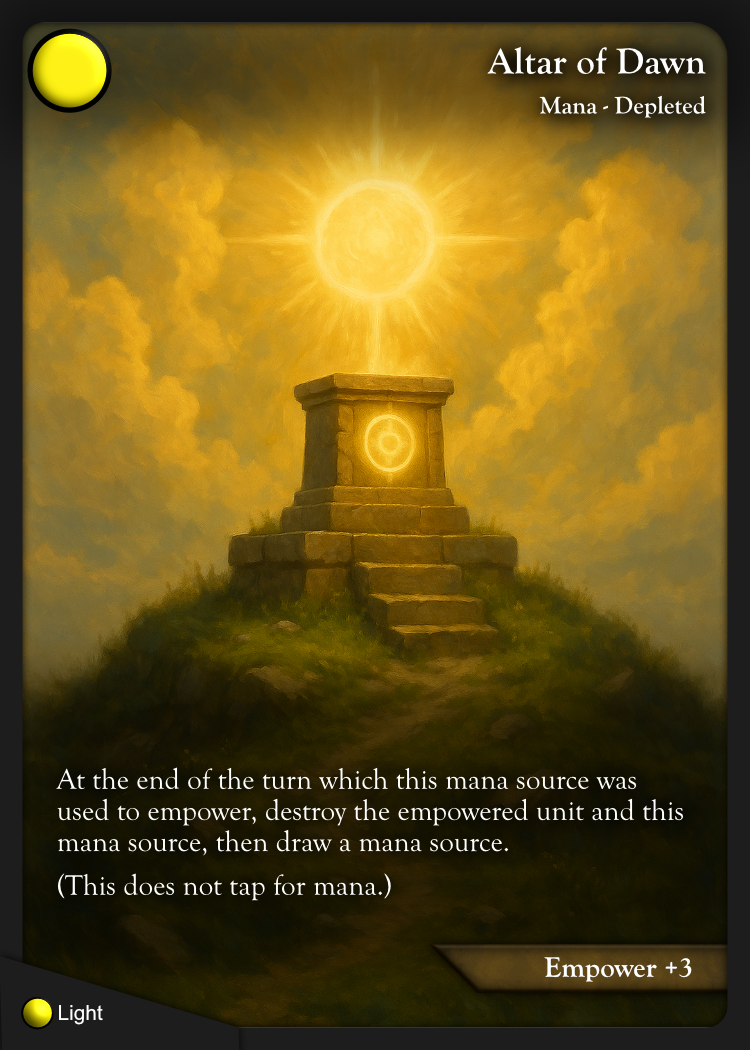 Altar of Dawn
Mana - Depleted
At the end of the turn which this mana source was
used to empower, destroy the empowered unit and this
mana source, then draw a mana source.
(This does not tap for mana.)
Empower +3
Light